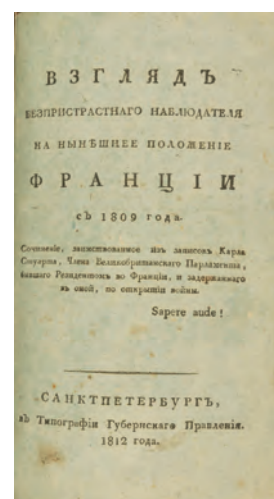 ВЗГЛЯДЪ
БЕЗПРИСТРАСТНАГО НАБЛЮДАТЕЛЯ
НА НЫНѢШНЕЕ ПОЛОЖЕНІЕ
ФРАНЦІИ
съ 1809 года.
Сочиненіе, заимствованное изъ записокъ Карла
Стуарта, Члена Великобританскаго Парламента,
бывшаго Резидентомъ во Франціи, и задержаннаго
въ оной, по открытіи войны.
Sapere aude!
САНКТПЕТЕРБУРГЪ,
въ Типографіи Губернскаго Правленія.
1812 года.